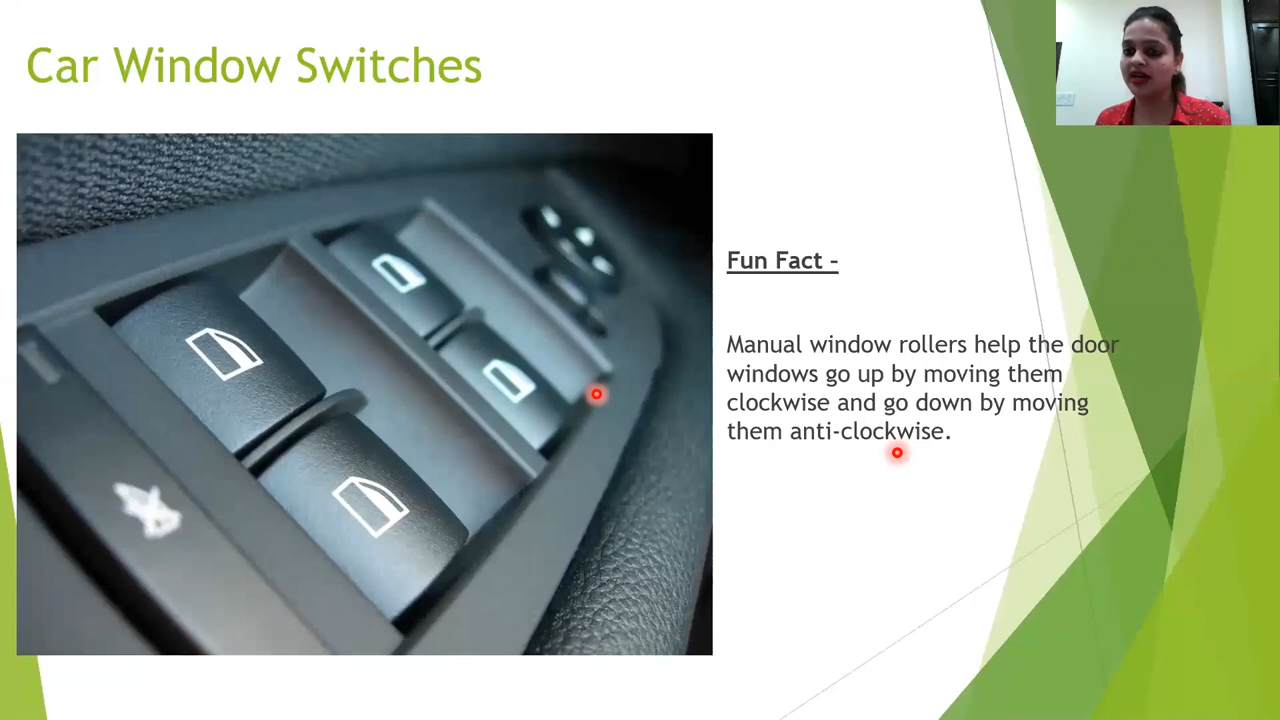 Car Window Switches
Fun Fact –
Manual window rollers help the door
windows go up by moving them
clockwise and go down by moving
them anti-clockwise.